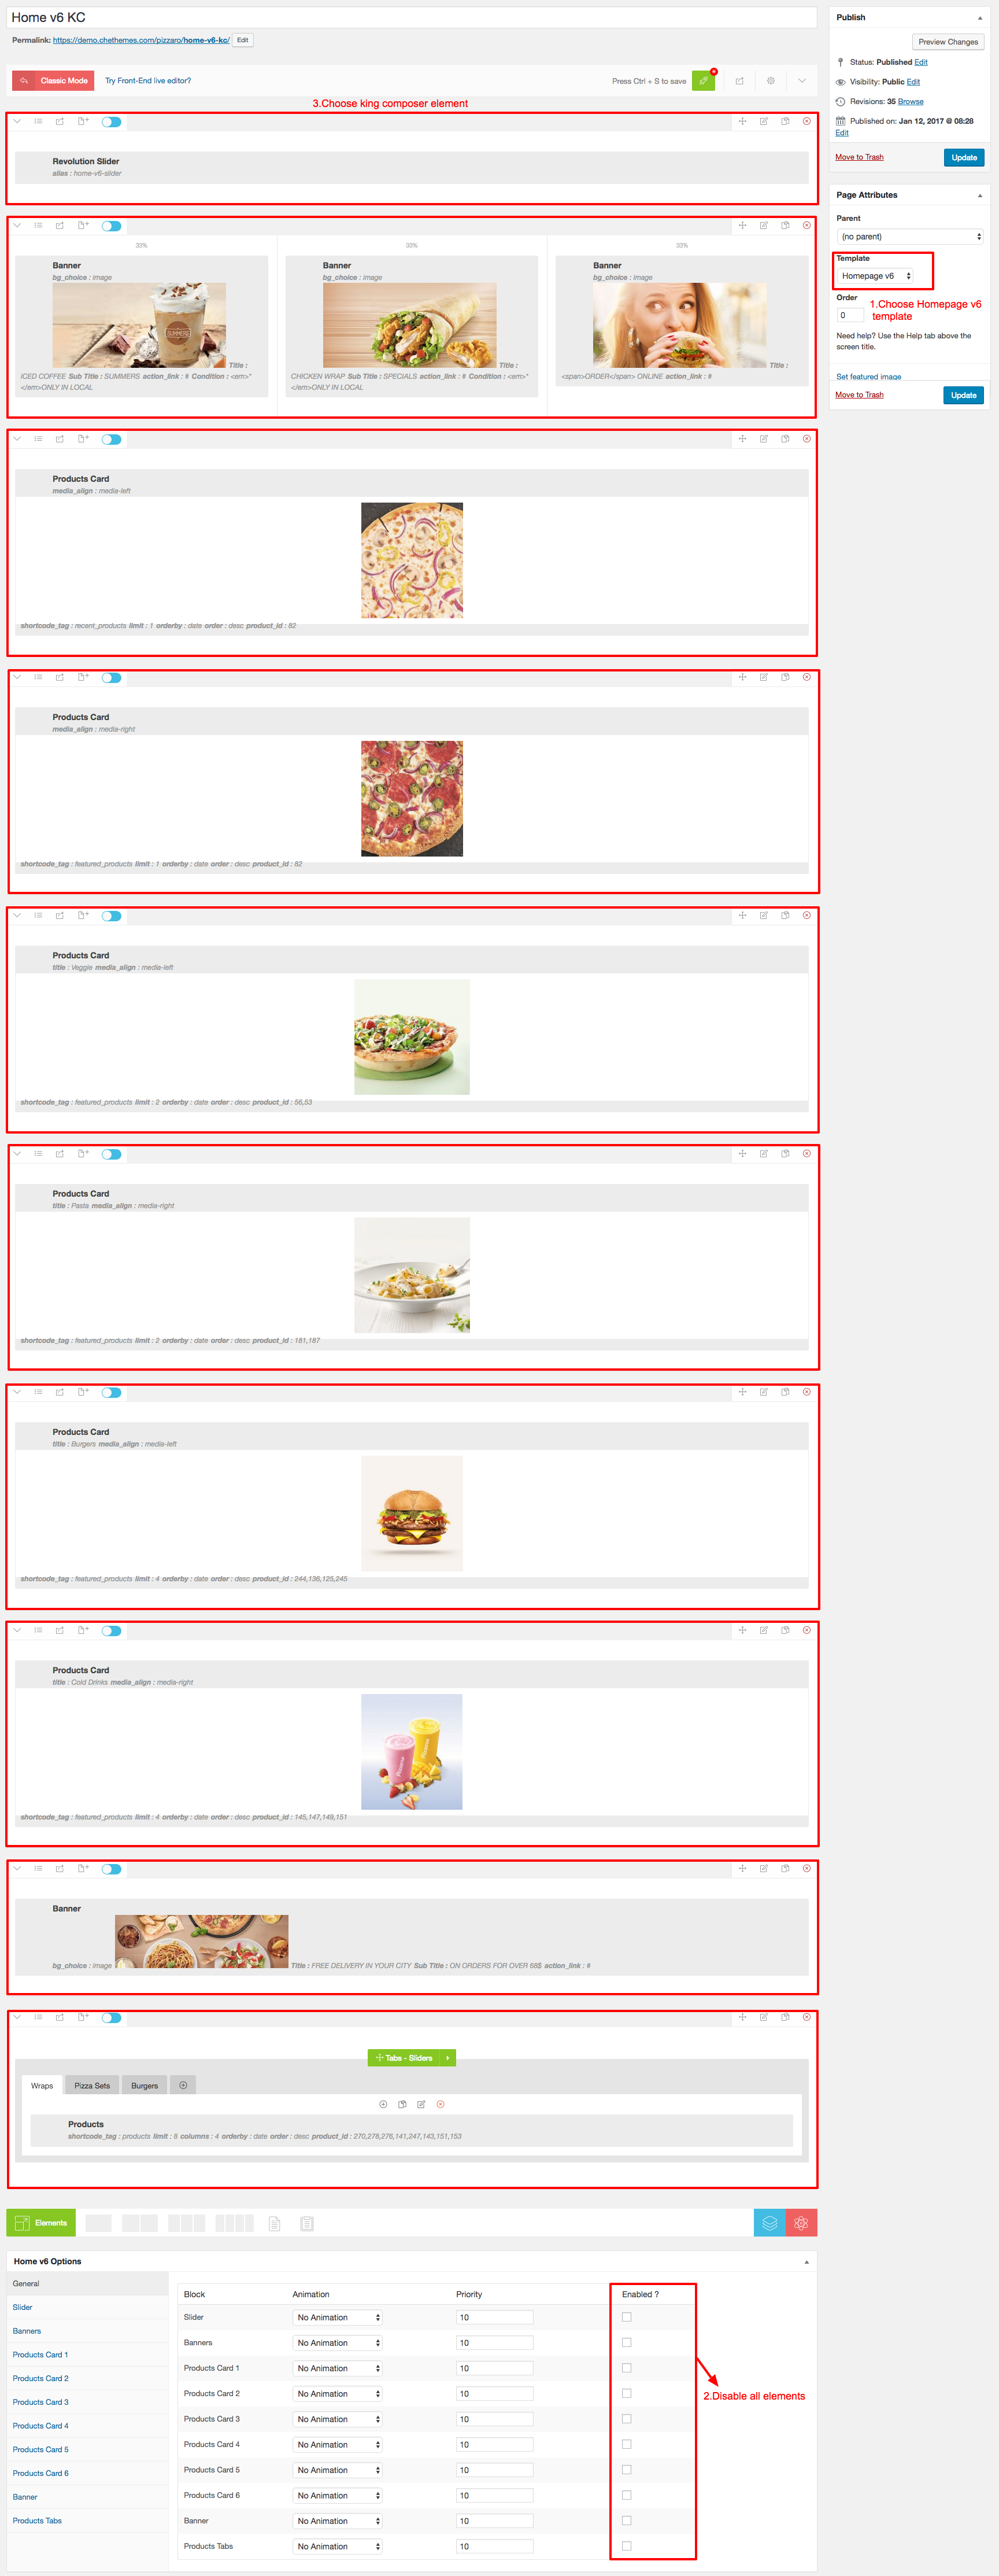 Home v6 KC
Permalink: https://demo.chethemes.com/pizzaro/home-v6-kc/ Edit
Classic Mode Try Front-End live editor? Press Ctrl + S to save
3.Choose king composer element
Revolution Slider
alias : home-v6-slider
33% 33% 33%
Banner
bg_choice : image
SUMMERS
Title :
ICED COFFEE Sub Title : SUMMERS action_link : # Condition : <em>*
</em>ONLY IN LOCAL
Banner
bg_choice : image
Title :
CHICKEN WRAP Sub Title : SPECIALS action_link : # Condition : <em>*
</em>ONLY IN LOCAL
Banner
bg_choice : image
Title :
<span>ORDER</span> ONLINE action_link : #
Products Card
media_align : media-left
shortcode_tag : recent_products limit : 1 orderby : date order : desc product_id : 82
Products Card
media_align : media-right
shortcode_tag : featured_products limit : 1 orderby : date order : desc product_id : 82
Products Card
title : Veggie media_align : media-left
shortcode_tag : featured_products limit : 2 orderby : date order : desc product_id : 56,53
Products Card
title : Pasta media_align : media-right
shortcode_tag : featured_products limit : 2 orderby : date order : desc product_id : 181,187
Products Card
title : Burgers media_align : media-left
shortcode_tag : featured_products limit : 4 orderby : date order : desc product_id : 244,136,125,245
Products Card
title : Cold Drinks media_align : media-right
shortcode_tag : featured_products limit : 4 orderby : date order : desc product_id : 145,147,149,151
Banner
bg_choice : image Title : FREE DELIVERY IN YOUR CITY Sub Title : ON ORDERS FOR OVER 68$ action_link : #
Tabs - Sliders
Wraps Pizza Sets Burgers
Products
shortcode_tag : products limit : 8 columns : 4 orderby : date order : desc product_id : 270,278,276,141,247,143,151,153
Elements
Home v6 Options
General
Slider
Banners
Products Card 1
Products Card 2
Products Card 3
Products Card 4
Products Card 5
Products Card 6
Banner
Products Tabs
Block Animation Priority Enabled ?
Slider No Animation 10
Banners No Animation 10
Products Card 1 No Animation 10
Products Card 2 No Animation 10
Products Card 3 No Animation 10
Products Card 4 No Animation 10
Products Card 5 No Animation 10
Products Card 6 No Animation 10
Banner No Animation 10
Products Tabs No Animation 10
2.Disable all elements
Publish
Preview Changes
Status: Published Edit
Visibility: Public Edit
Revisions: 35 Browse
Published on: Jan 12, 2017 @ 08:28
Edit
Move to Trash Update
Page Attributes
Parent
(no parent)
Template
Homepage v6
Order
0
1.Choose Homepage v6
template
Need help? Use the Help tab above the
screen title.
Set featured image
Move to Trash Update